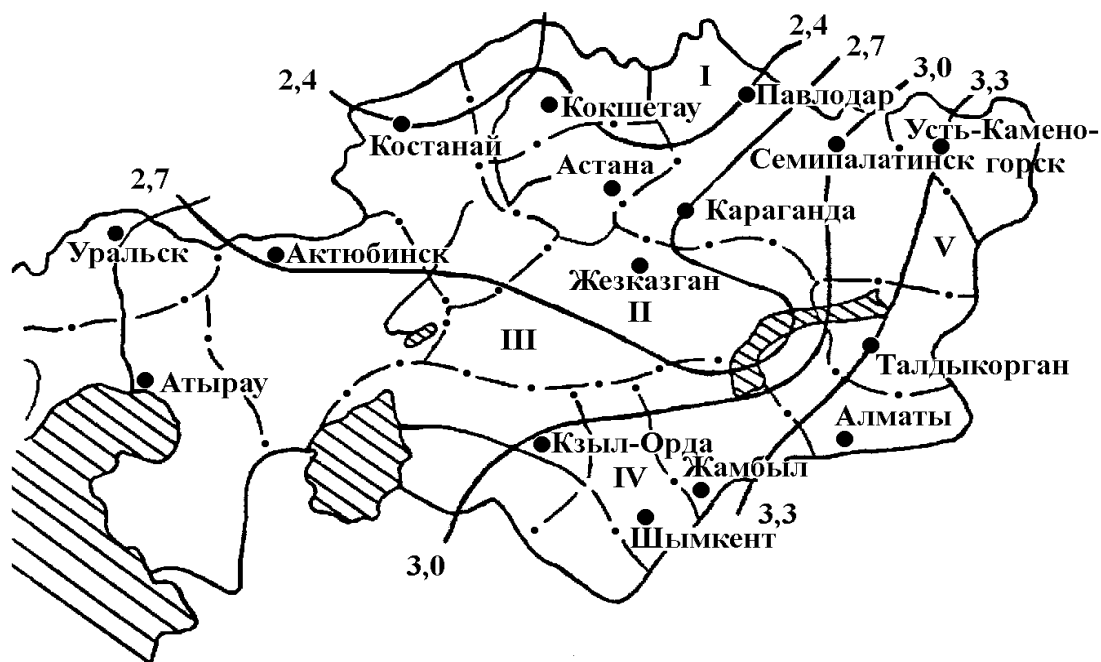 2,4
2,7
3,0
3,3
I
2,4
Павлодар
Кокшетау
Костанай
Усть-Камено-
горск
Семипалатинск
Астана
2,7
Караганда
Уральск
Актюбинск
V
Жезказган
II
III
Талдыкорган
Атырау
Алматы
Кзыл-Орда
IV
Жамбыл
3,3
Шымкент
3,0